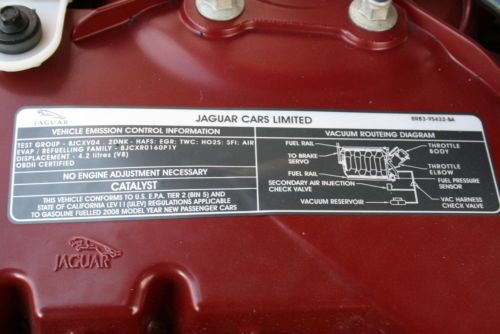 JAGUAR
JAGUAR CARS LIMITED
8R83-9S432-BA
VEHICLE EMISSION CONTROL INFORMATION
TEST GROUP - 8JCXV04 . 2DNK - HAFS: EGR: TWC: HO2S: SFI: AIR
EVAP / REFUELLING FAMILY - 8JCXR0160P1V
DISPLACEMENT - 4.2 litres (V8)
OBDII CERTIFIED
NO ENGINE ADJUSTMENT NECESSARY
CATALYST
THIS VEHICLE CONFORMS TO U.S. E.P.A. TIER 2 (BIN 5) AND
STATE OF CALIFORNIA LEV II (ULEV) REGULATIONS APPLICABLE
TO GASOLINE FUELLED 2008 MODEL YEAR NEW PASSENGER CARS
VACUUM ROUTEING DIAGRAM
FUEL RAIL
THROTTLE
BODY
TO BRAKE
SERVO
THROTTLE
ELBOW
FUEL RAIL
FUEL PRESSURE
SENSOR
SECONDARY AIR INJECTION
CHECK VALVE
VAC HARNESS
CHECK VALVE
VACUUM RESERVOIR
JAGUAR